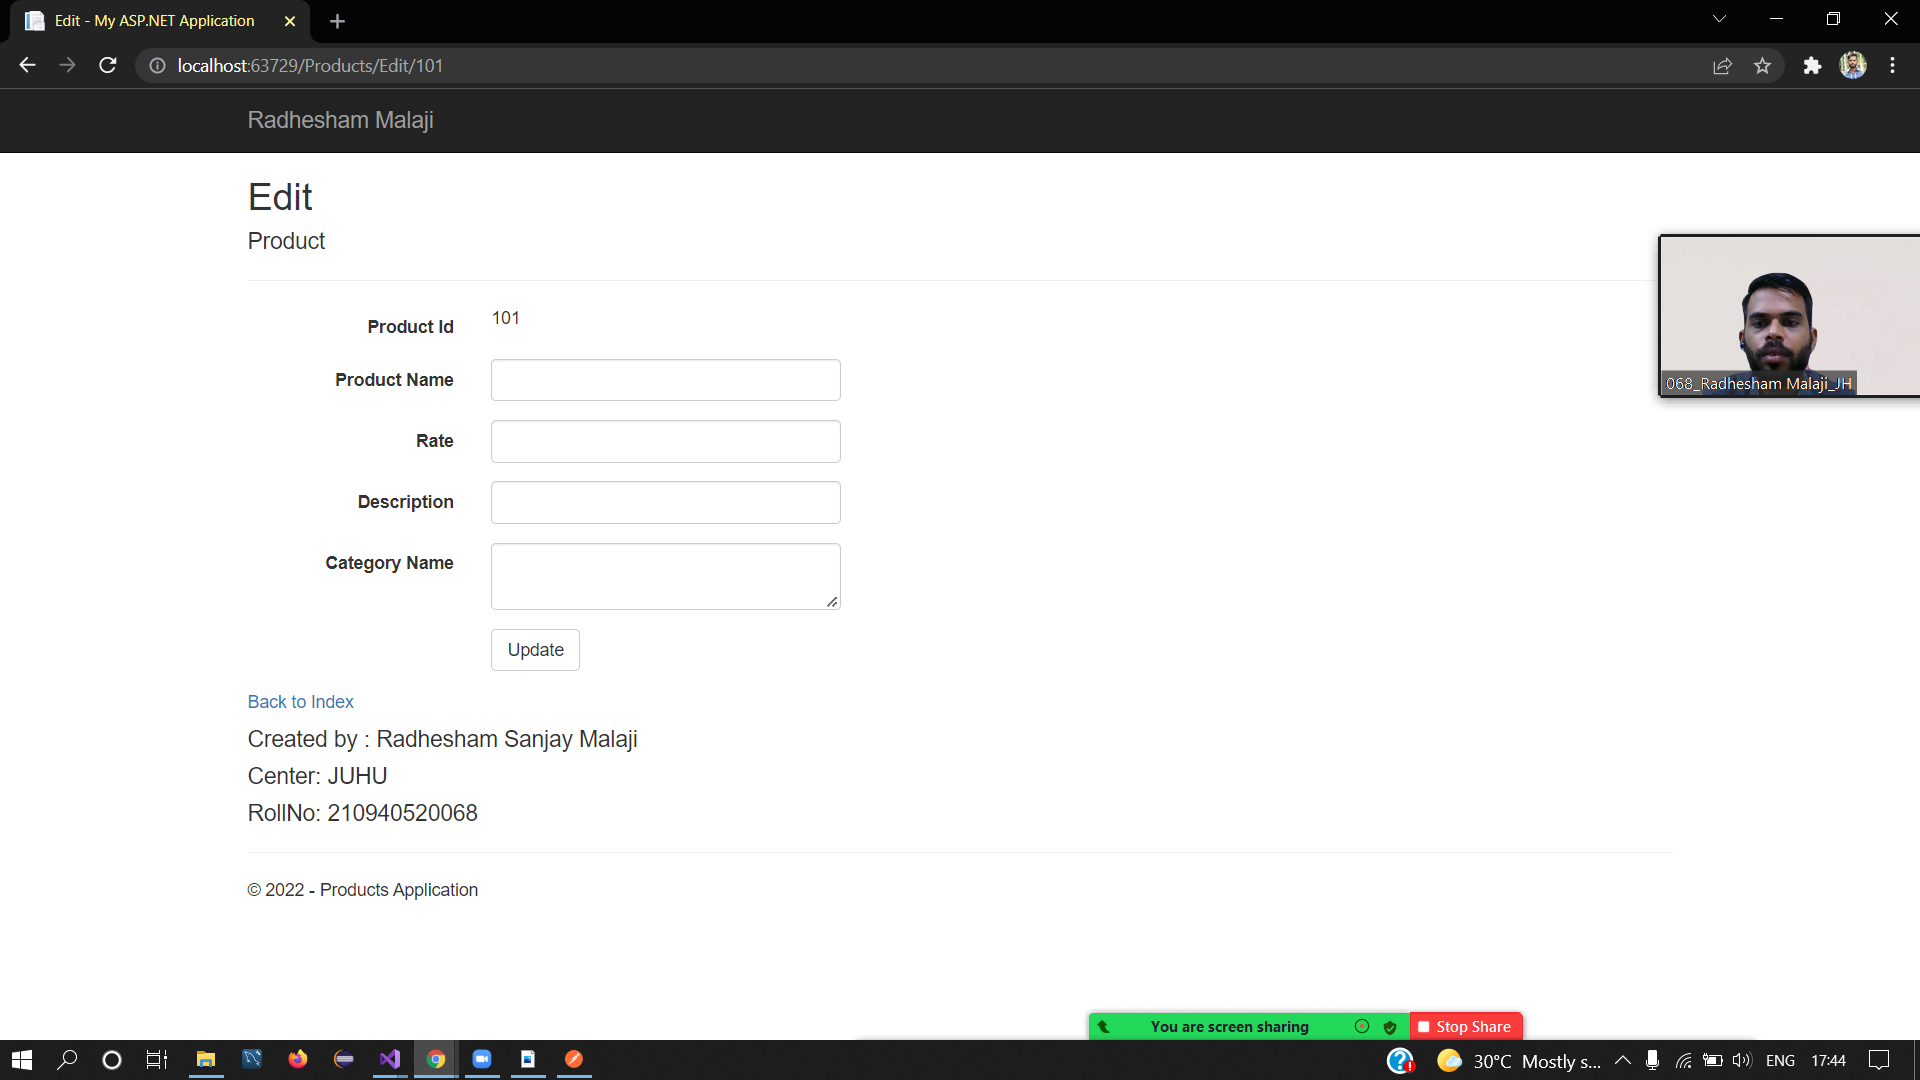 Edit - My ASP.NET Application
localhost:63729/Products/Edit/101
Radhesham Malaji
Edit
Product
Product Id 101
Product Name
Rate
Description
Category Name
Update
Back to Index
Created by : Radhesham Sanjay Malaji
Center: JUHU
RollNo: 210940520068
© 2022 - Products Application
068_Radhesham Malaji_JH
You are screen sharing Stop Share
30°C Mostly s... ENG 17:44